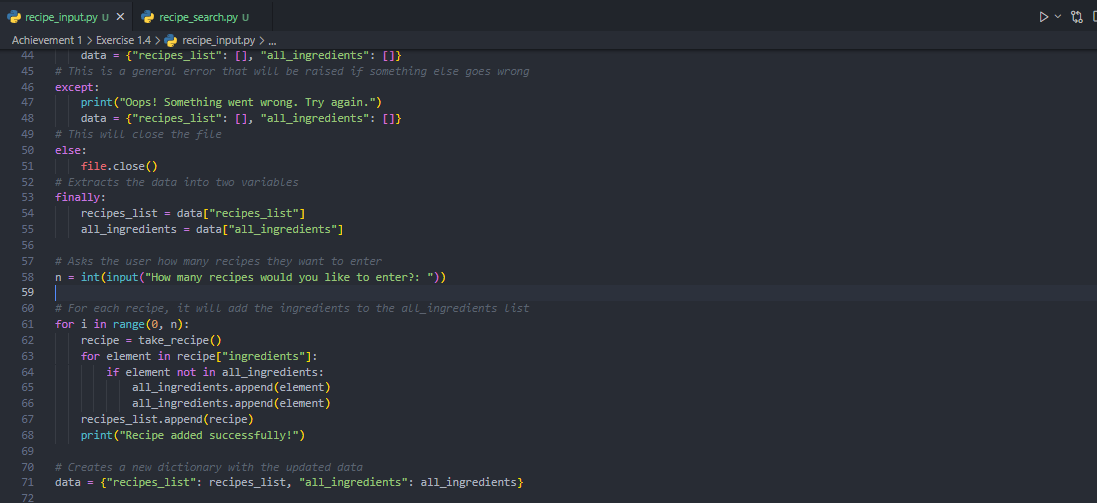 recipe_input.py U
recipe_search.py U
Achievement 1 > Exercise 1.4 > recipe_input.py > ...
44 data = {"recipes_list": [], "all_ingredients": []}
45 # This is a general error that will be raised if something else goes wrong
46 except:
47 print("Oops! Something went wrong. Try again.")
48 data = {"recipes_list": [], "all_ingredients": []}
49 # This will close the file
50 else:
51 file.close()
52 # Extracts the data into two variables
53 finally:
54 recipes_list = data["recipes_list"]
55 all_ingredients = data["all_ingredients"]
56
57 # Asks the user how many recipes they want to enter
58 n = int(input("How many recipes would you like to enter?: "))
59
60 # For each recipe, it will add the ingredients to the all_ingredients list
61 for i in range(0, n):
62 recipe = take_recipe()
63 for element in recipe["ingredients"]:
64 if element not in all_ingredients:
65 all_ingredients.append(element)
66 all_ingredients.append(element)
67 recipes_list.append(recipe)
68 print("Recipe added successfully!")
69
70 # Creates a new dictionary with the updated data
71 data = {"recipes_list": recipes_list, "all_ingredients": all_ingredients}
72